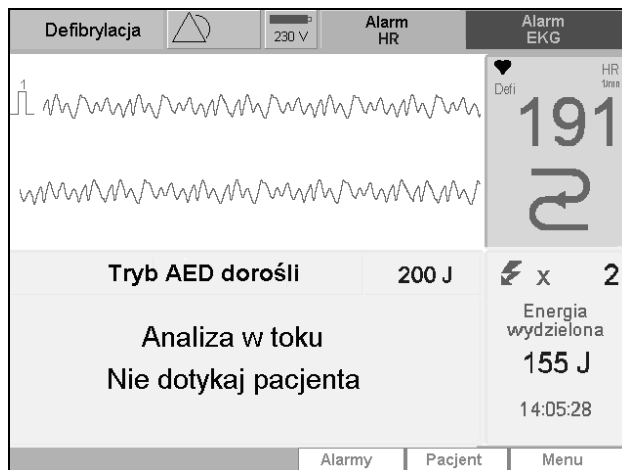 Defibrylacja
230 V
Alarm
HR
Alarm
EKG
1
Defi
HR
1/min
191
Tryb AED dorośli
200 J
x 2
Analiza w toku
Nie dotykaj pacjenta
Energia
wydzielona
155 J
14:05:28
Alarmy
Pacjent
Menu